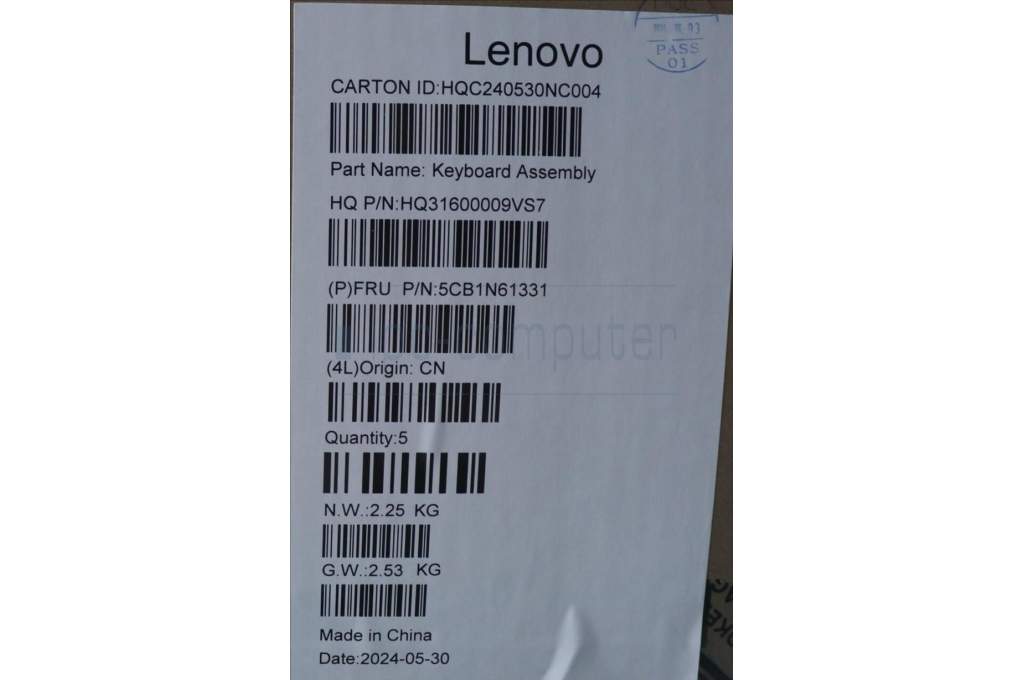 Lenovo
PASS
01
CARTON ID:HQC240530NC004
Part Name: Keyboard Assembly
HQ P/N:HQ31600009VS7
(P)FRU P/N:5CB1N61331
computer
(4L)Origin: CN
Quantity:5
N.W.:2.25 KG
G.W.:2.53 KG
Made in China
Date:2024-05-30